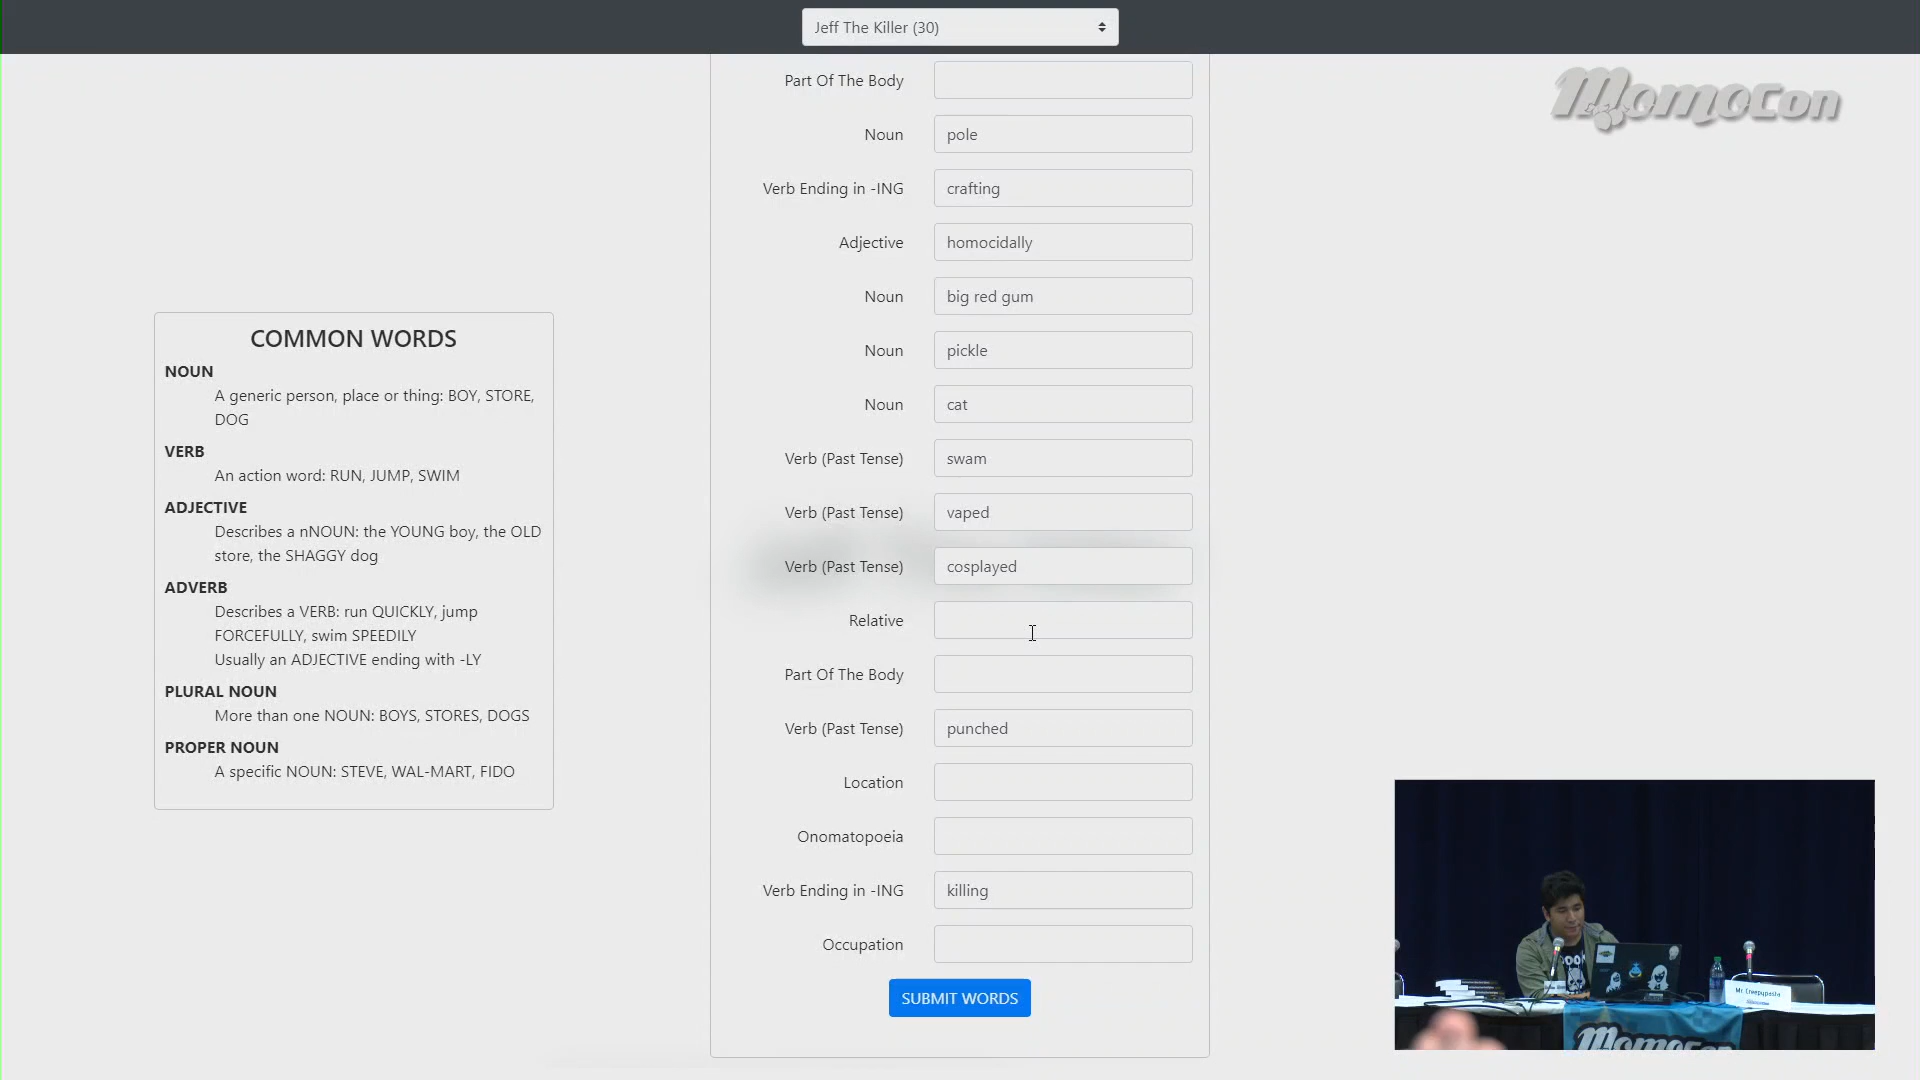 Jeff The Killer (30)
MomoCon
Part Of The Body
Noun pole
Verb Ending in -ING crafting
Adjective homocidally
Noun big red gum
Noun pickle
Noun cat
Verb (Past Tense) swam
Verb (Past Tense) vaped
Verb (Past Tense) cosplayed
Relative
Part Of The Body
Verb (Past Tense) punched
Location
Onomatopoeia
Verb Ending in -ING killing
Occupation
SUBMIT WORDS
COMMON WORDS
NOUN
A generic person, place or thing: BOY, STORE,
DOG
VERB
An action word: RUN, JUMP, SWIM
ADJECTIVE
Describes a nNOUN: the YOUNG boy, the OLD
store, the SHAGGY dog
ADVERB
Describes a VERB: run QUICKLY, jump
FORCEFULLY, swim SPEEDILY
Usually an ADJECTIVE ending with -LY
PLURAL NOUN
More than one NOUN: BOYS, STORES, DOGS
PROPER NOUN
A specific NOUN: STEVE, WAL-MART, FIDO
Mr. Creepypasta
MomoCon